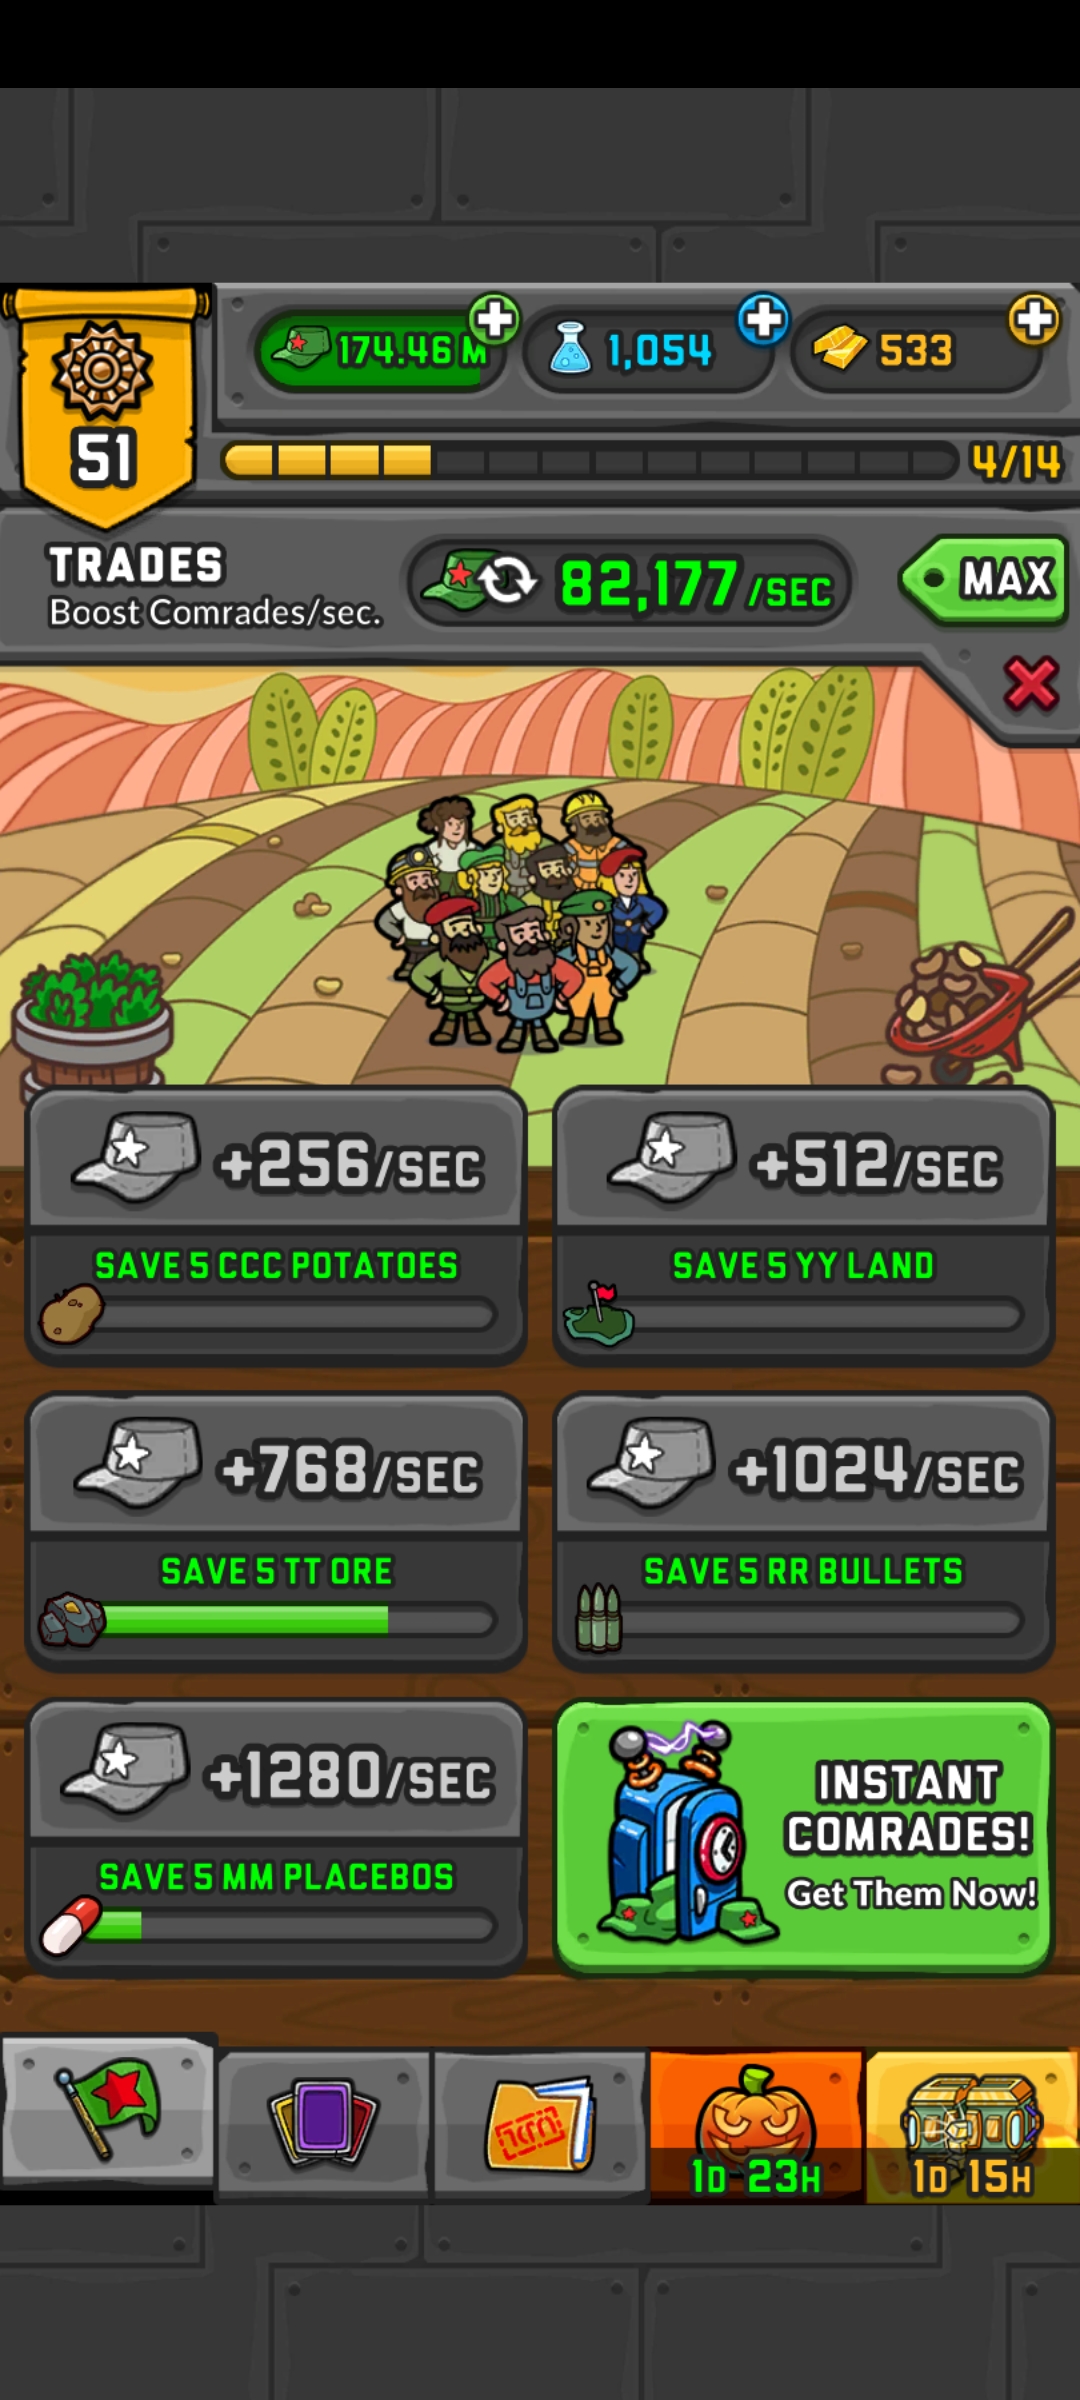 174.46 M
1,054
533
51
4/14
TRADES
Boost Comrades/sec.
82,177/SEC
MAX
+256/SEC
SAVE 5 CCC POTATOES
+512/SEC
SAVE 5 YY LAND
+768/SEC
SAVE 5 TT ORE
+1024/SEC
SAVE 5 RR BULLETS
+1280/SEC
SAVE 5 MM PLACEBOS
INSTANT
COMRADES!
Get Them Now!
1D 23H
1D 15H